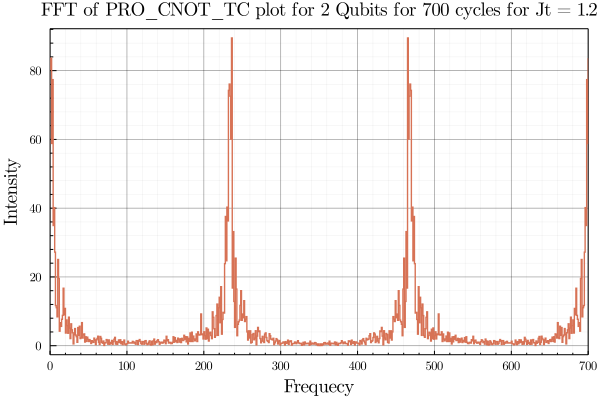 FFT of PRO_CNOT_TC plot for 2 Qubits for 700 cycles for Jt = 1.2
Intensity
80
60
40
20
0
0 100 200 300 400 500 600 700
Frequecy